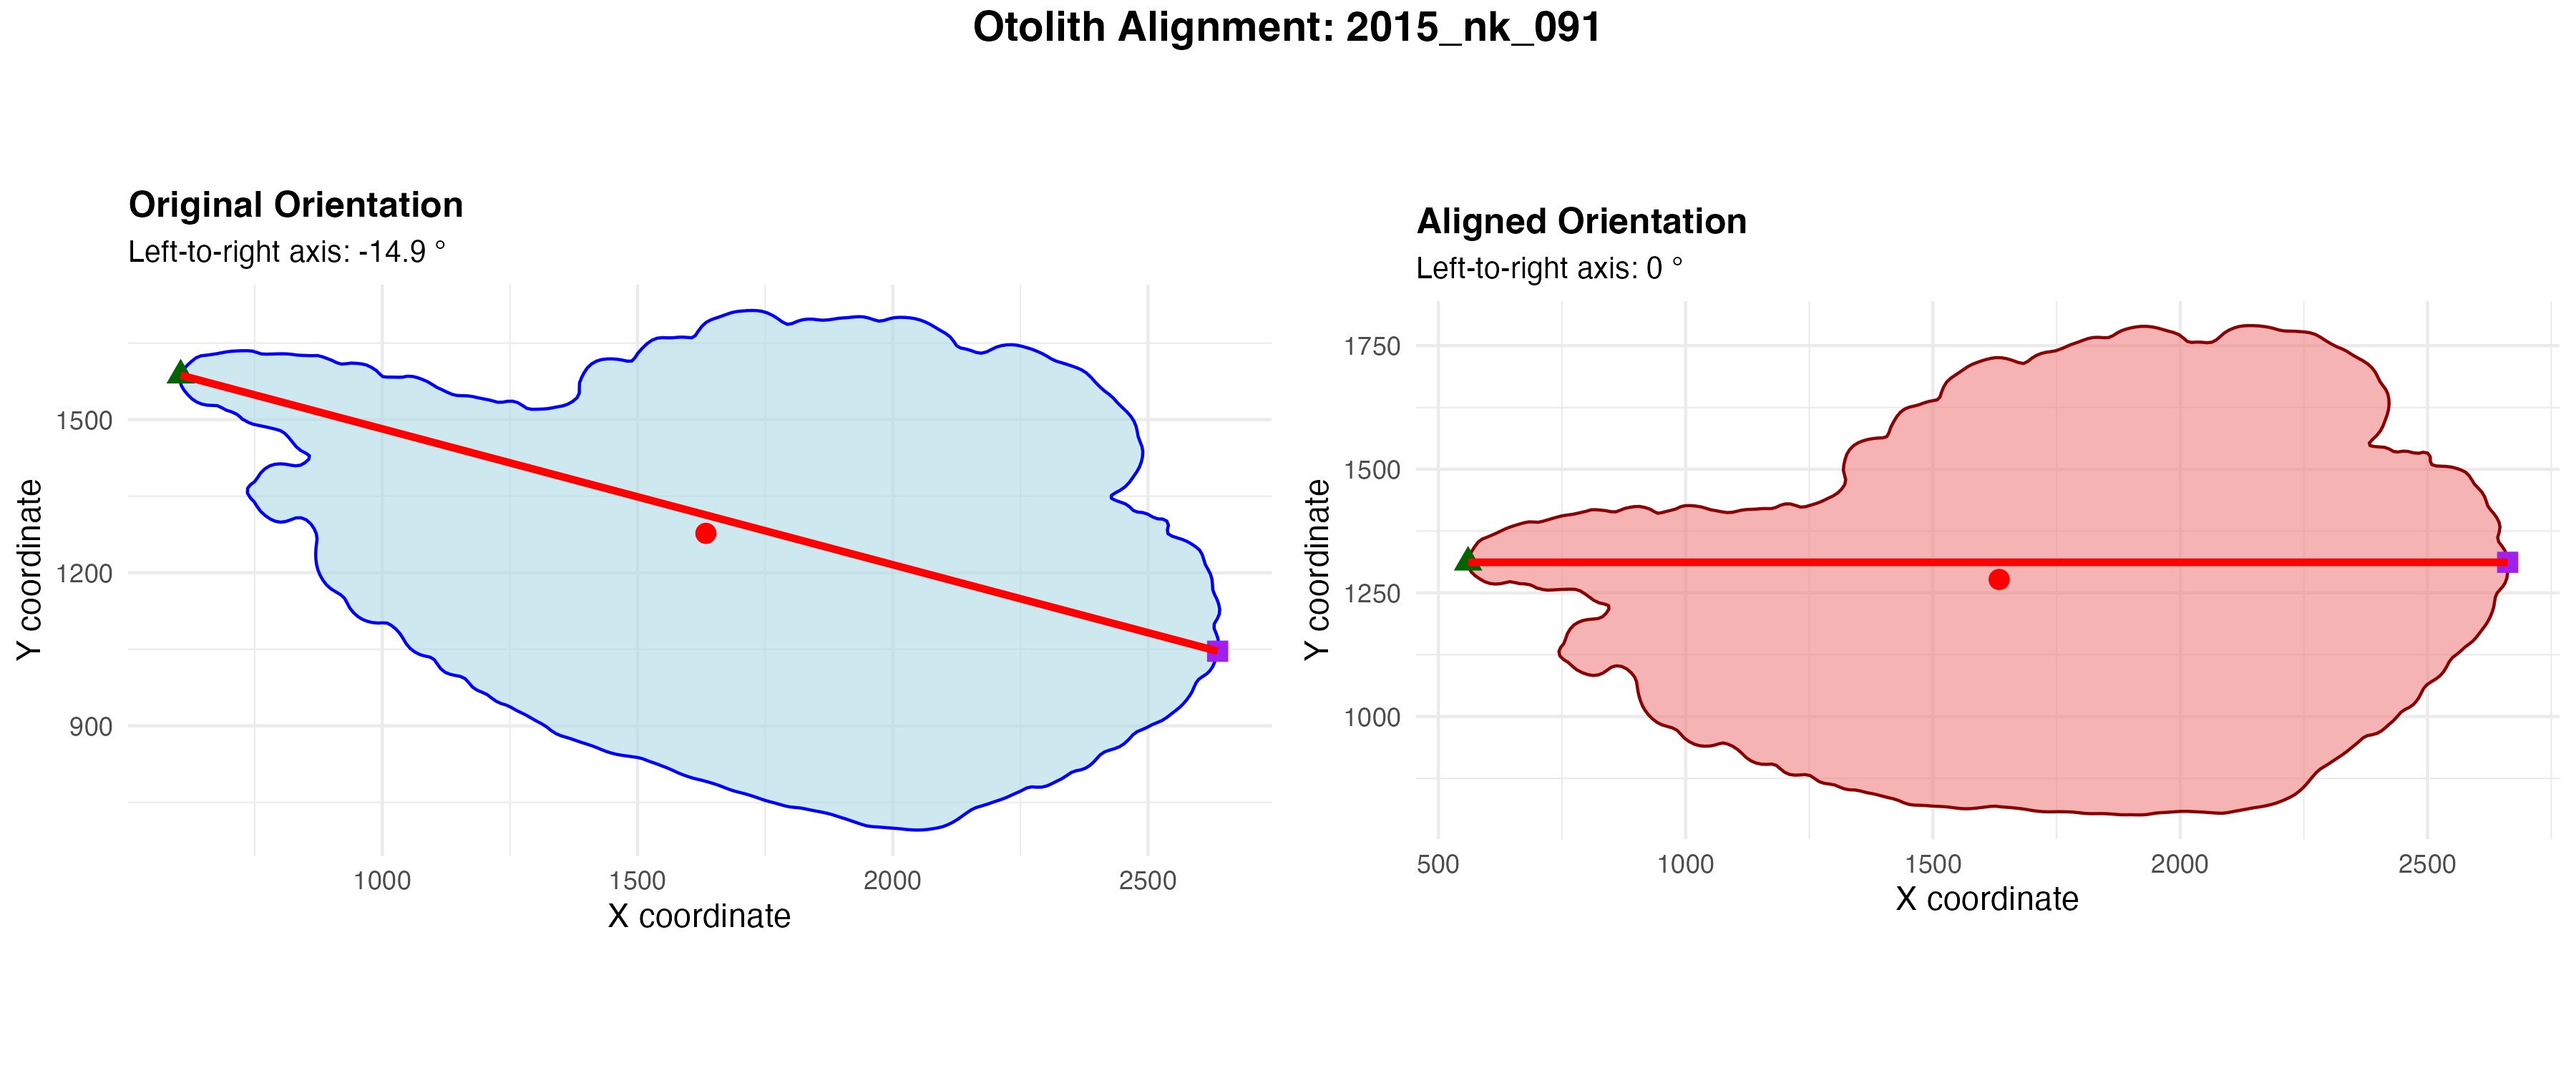 Otolith Alignment: 2015_nk_091
Original Orientation
Left-to-right axis: -14.9 °
Y coordinate
1500
1200
900
1000
1500
2000
2500
X coordinate
Aligned Orientation
Left-to-right axis: 0 °
Y coordinate
1750
1500
1250
1000
500
1000
1500
2000
2500
X coordinate